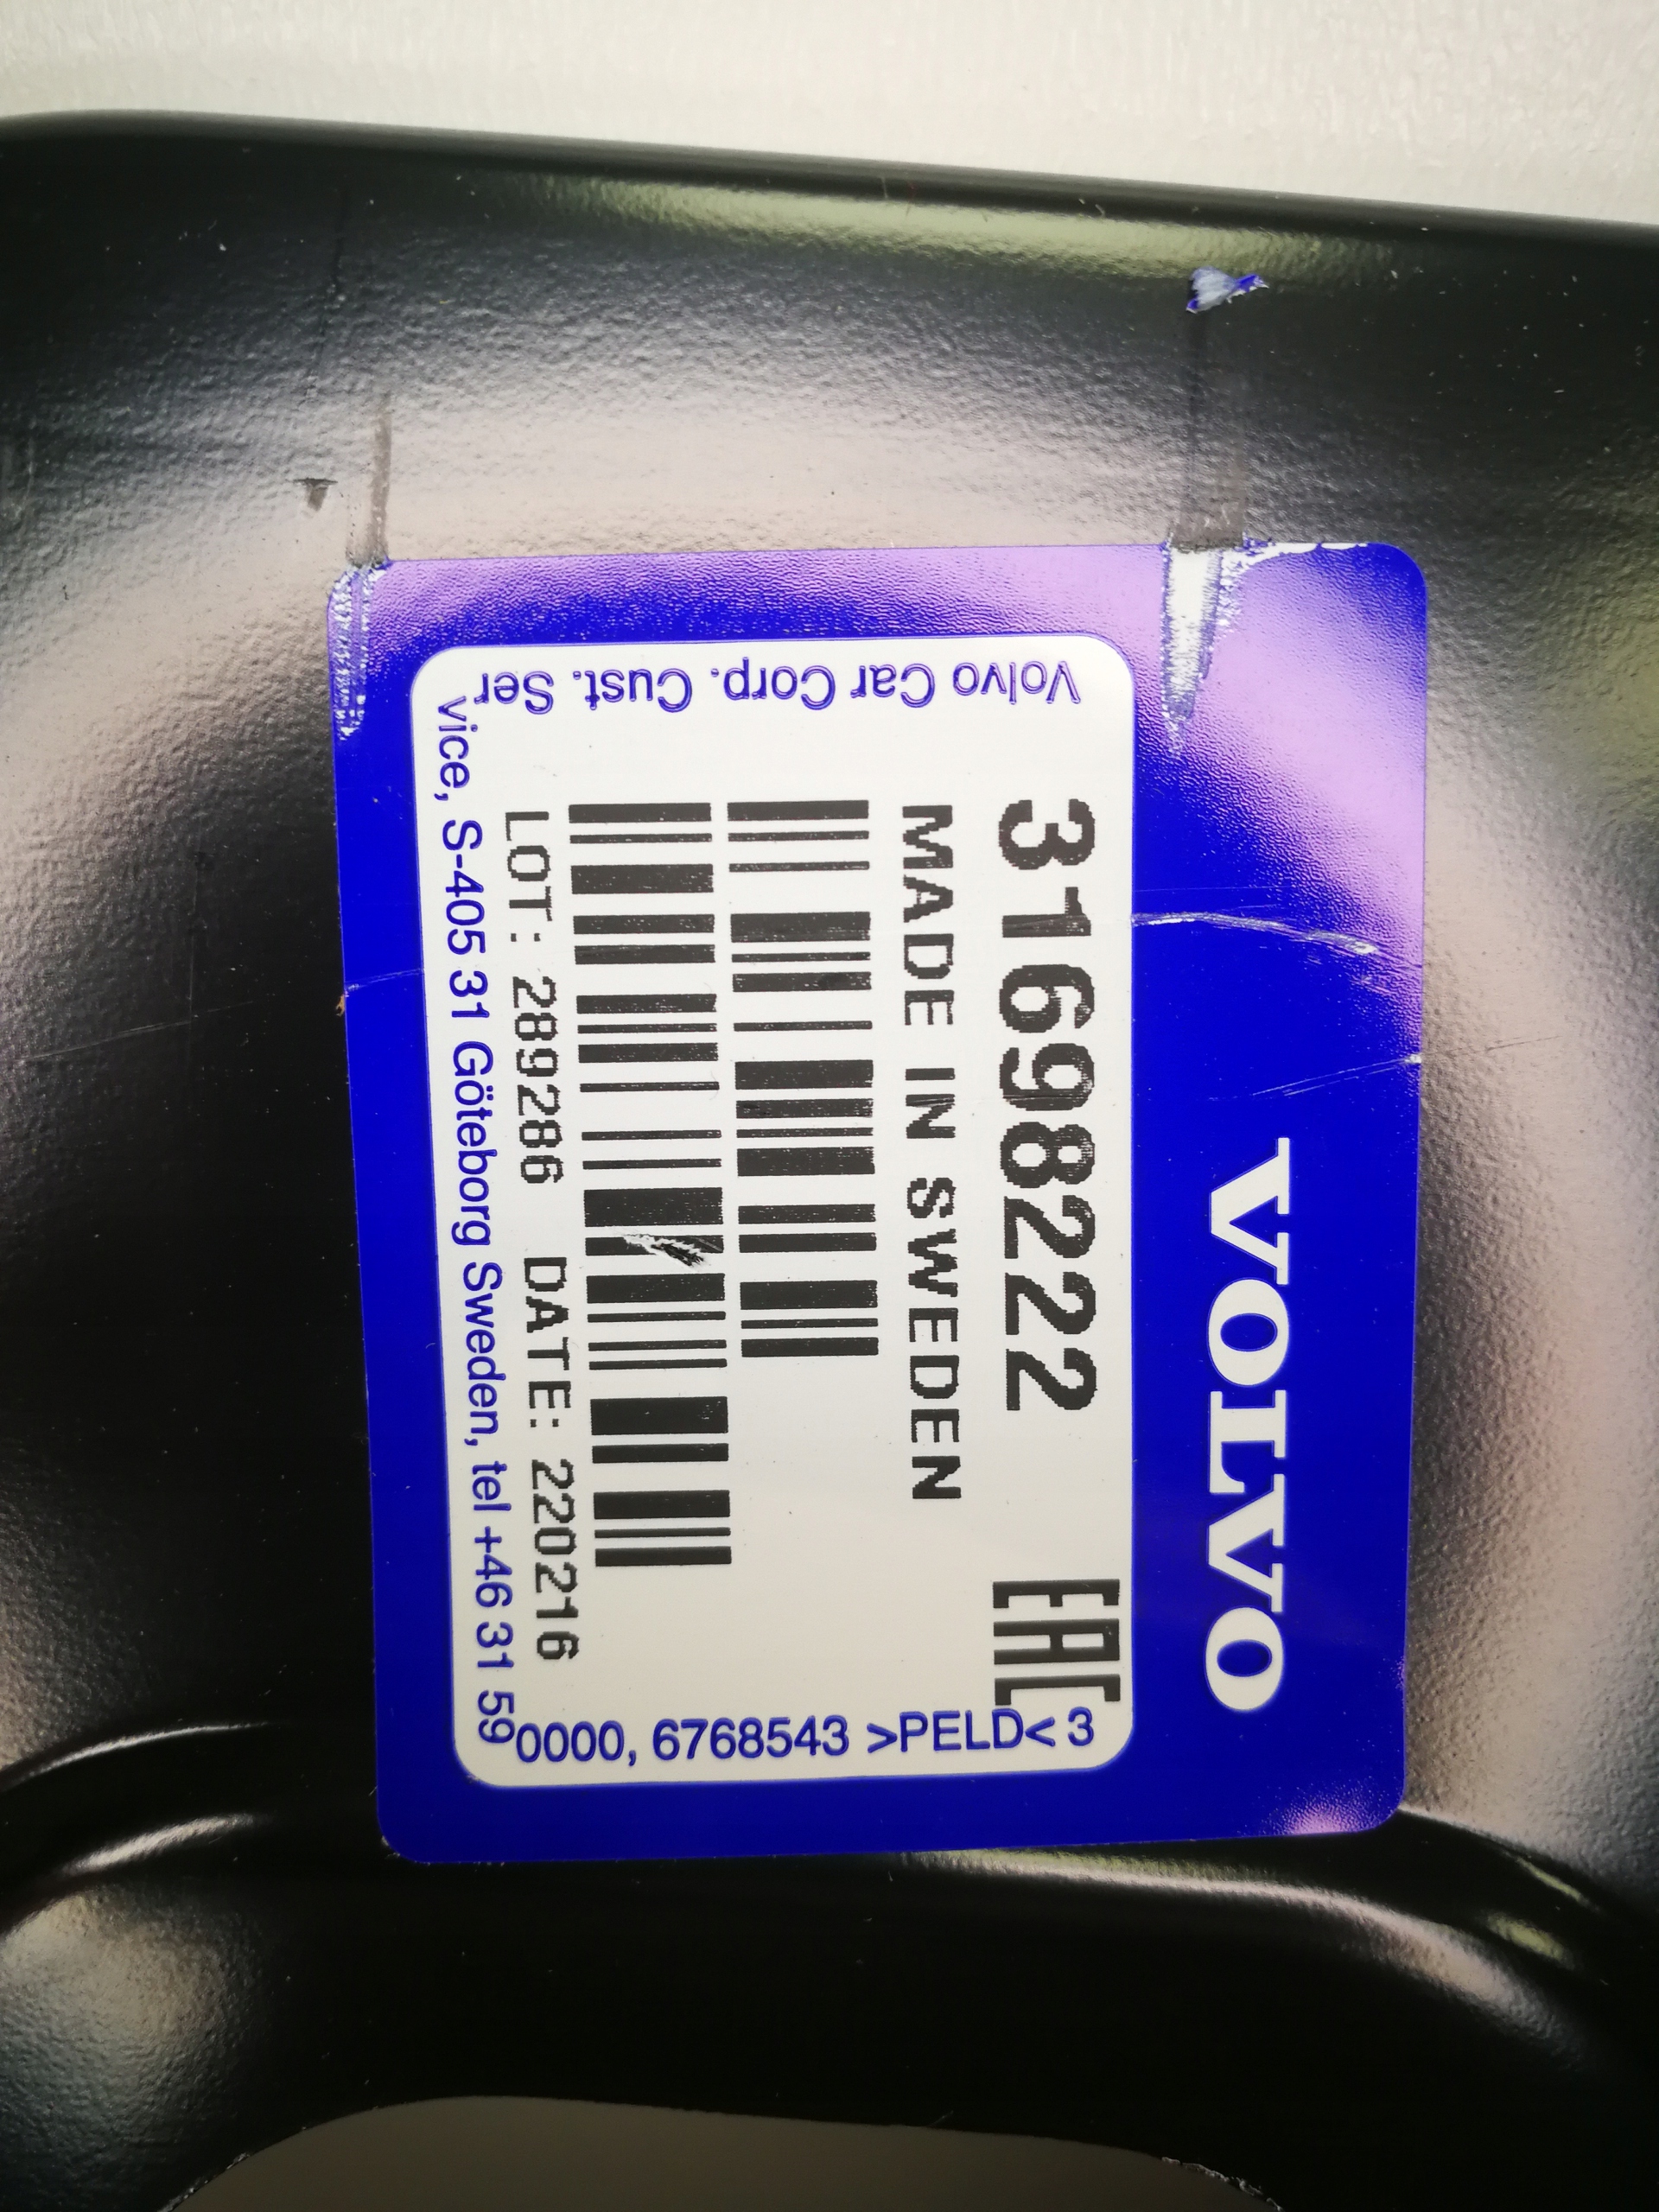 VOLVO
31698222
EAC
MADE IN SWEDEN
LOT: 289286 DATE: 220216
Volvo Car Corp. Cust. Ser
vice, S-405 31 Göteborg Sweden, tel +46 31 59
0000, 6768543 >PELD< 3